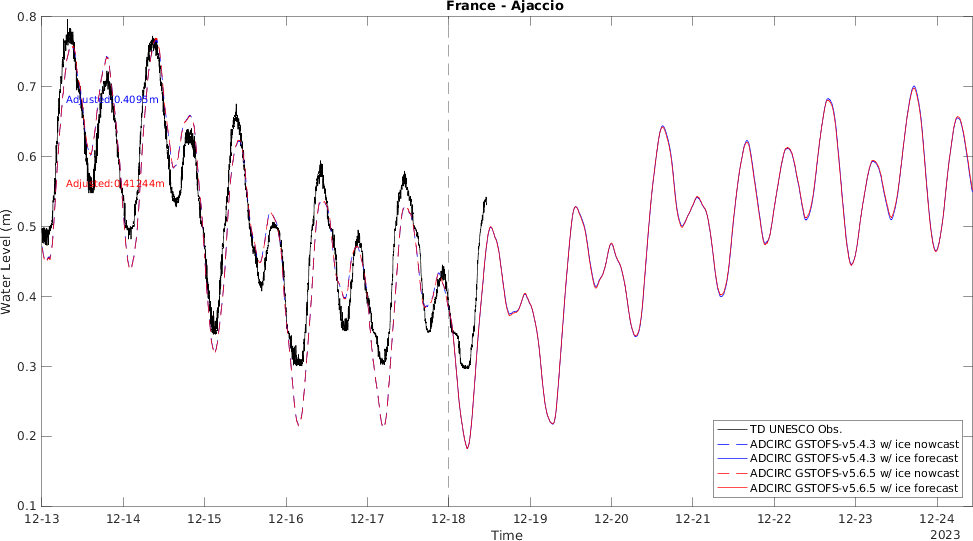 France - Ajaccio
Water Level (m)
0.8
0.7
0.6
0.5
0.4
0.3
0.2
0.1
Adjusted:0.4095m
Adjusted:0.41244m
TD UNESCO Obs.
ADCIRC GSTOFS-v5.4.3 w/ ice nowcast
ADCIRC GSTOFS-v5.4.3 w/ ice forecast
ADCIRC GSTOFS-v5.6.5 w/ ice nowcast
ADCIRC GSTOFS-v5.6.5 w/ ice forecast
12-13 12-14 12-15 12-16 12-17 12-18 12-19 12-20 12-21 12-22 12-23 12-24
Time 2023